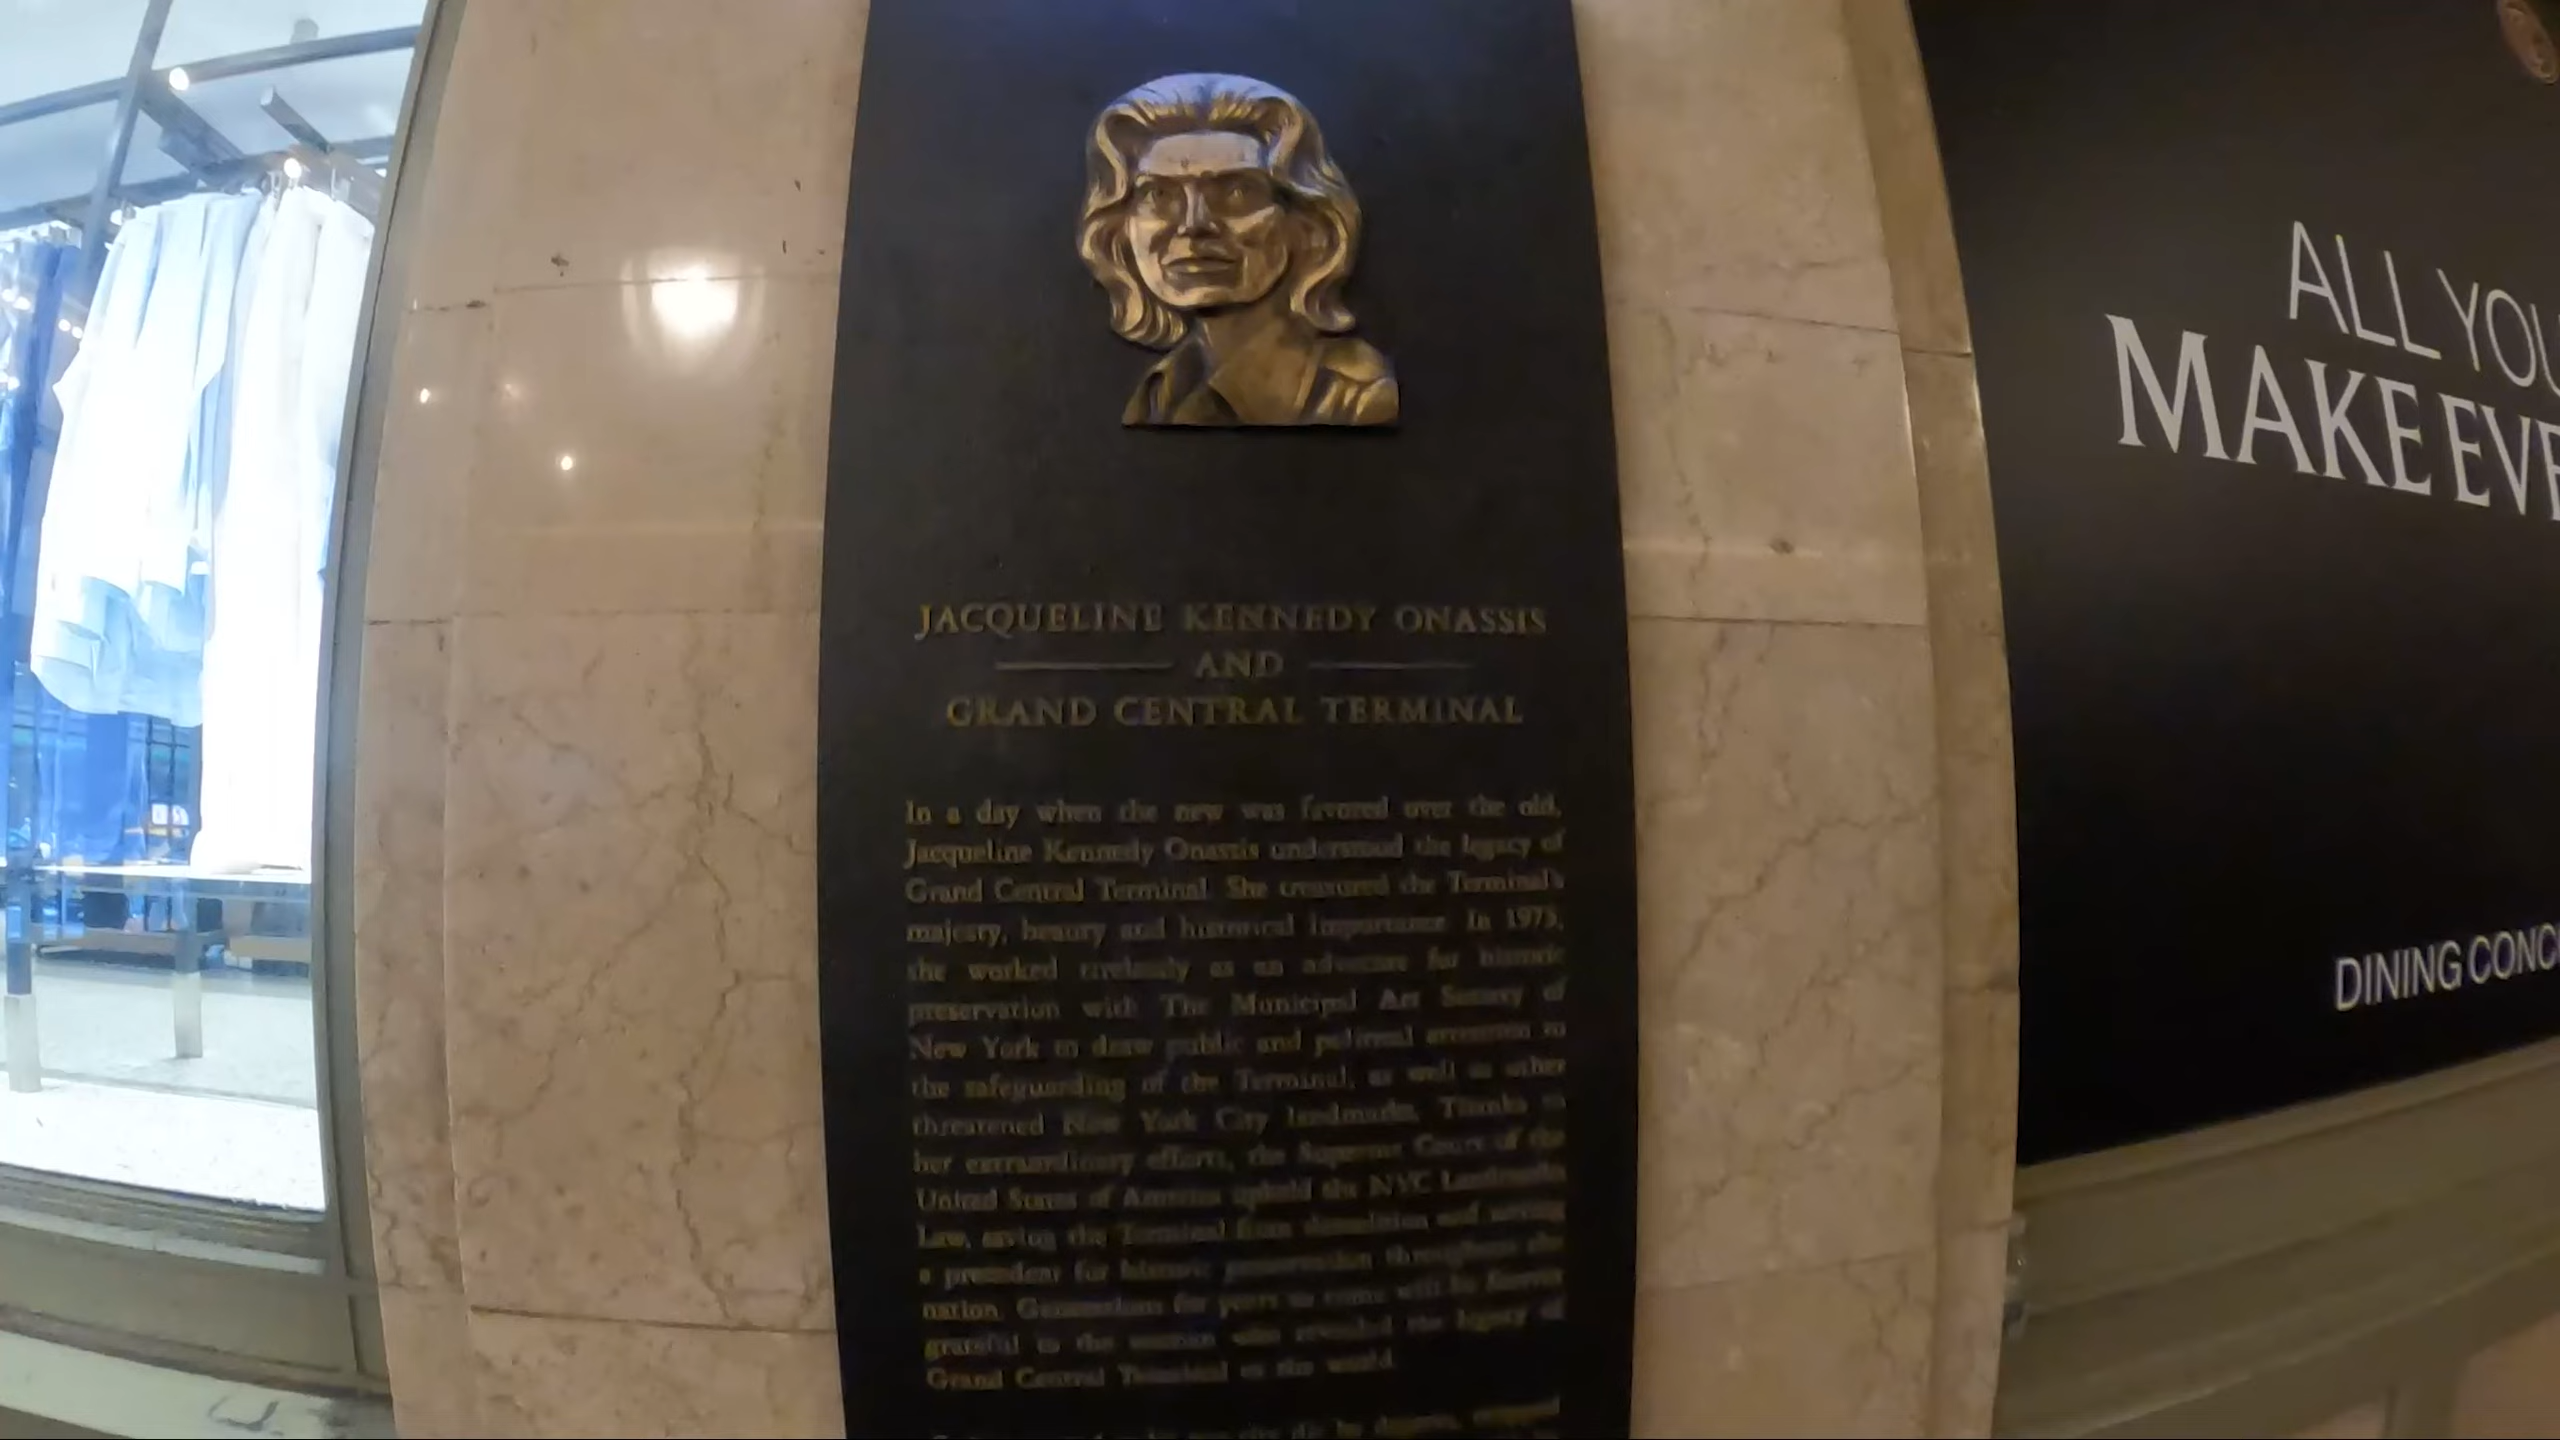 JACQUELINE KENNEDY ONASSIS
AND
GRAND CENTRAL TERMINAL
In a day when the new was favored over the old,
Jacqueline Kennedy Onassis understood the legacy of
Grand Central Terminal. She treasured the Terminal's
majesty, beauty and historical importance. In 1975,
she worked tirelessly as an advocate for historic
preservation with The Municipal Art Society of
New York to draw public and political attention to
the safeguarding of the Terminal, as well as other
threatened New York City landmarks. Thanks to
her extraordinary efforts, the Supreme Court of the
United States of America upheld the NYC Landmarks
Law, saving the Terminal from demolition and setting
a precedent for historic preservation throughout the
nation. Generations for years to come will be forever
grateful to the woman who revealed the legacy of
Grand Central Terminal to the world.
die by degrees, stripped
ALL YOU
MAKE EVE
DINING CONC